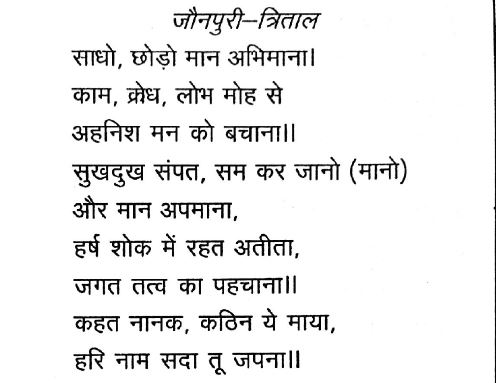 जौनपुरी–त्रिताल
साधो, छोड़ो मान अभिमाना।
काम, क्रेध, लोभ मोह से
अहनिश मन को बचाना॥
सुखदुख संपत, सम कर जानो (मानो)
और मान अपमाना,
हर्ष शोक में रहत अतीता,
जगत तत्व का पहचाना॥
कहत नानक, कठिन ये माया,
हरि नाम सदा तू जपना॥